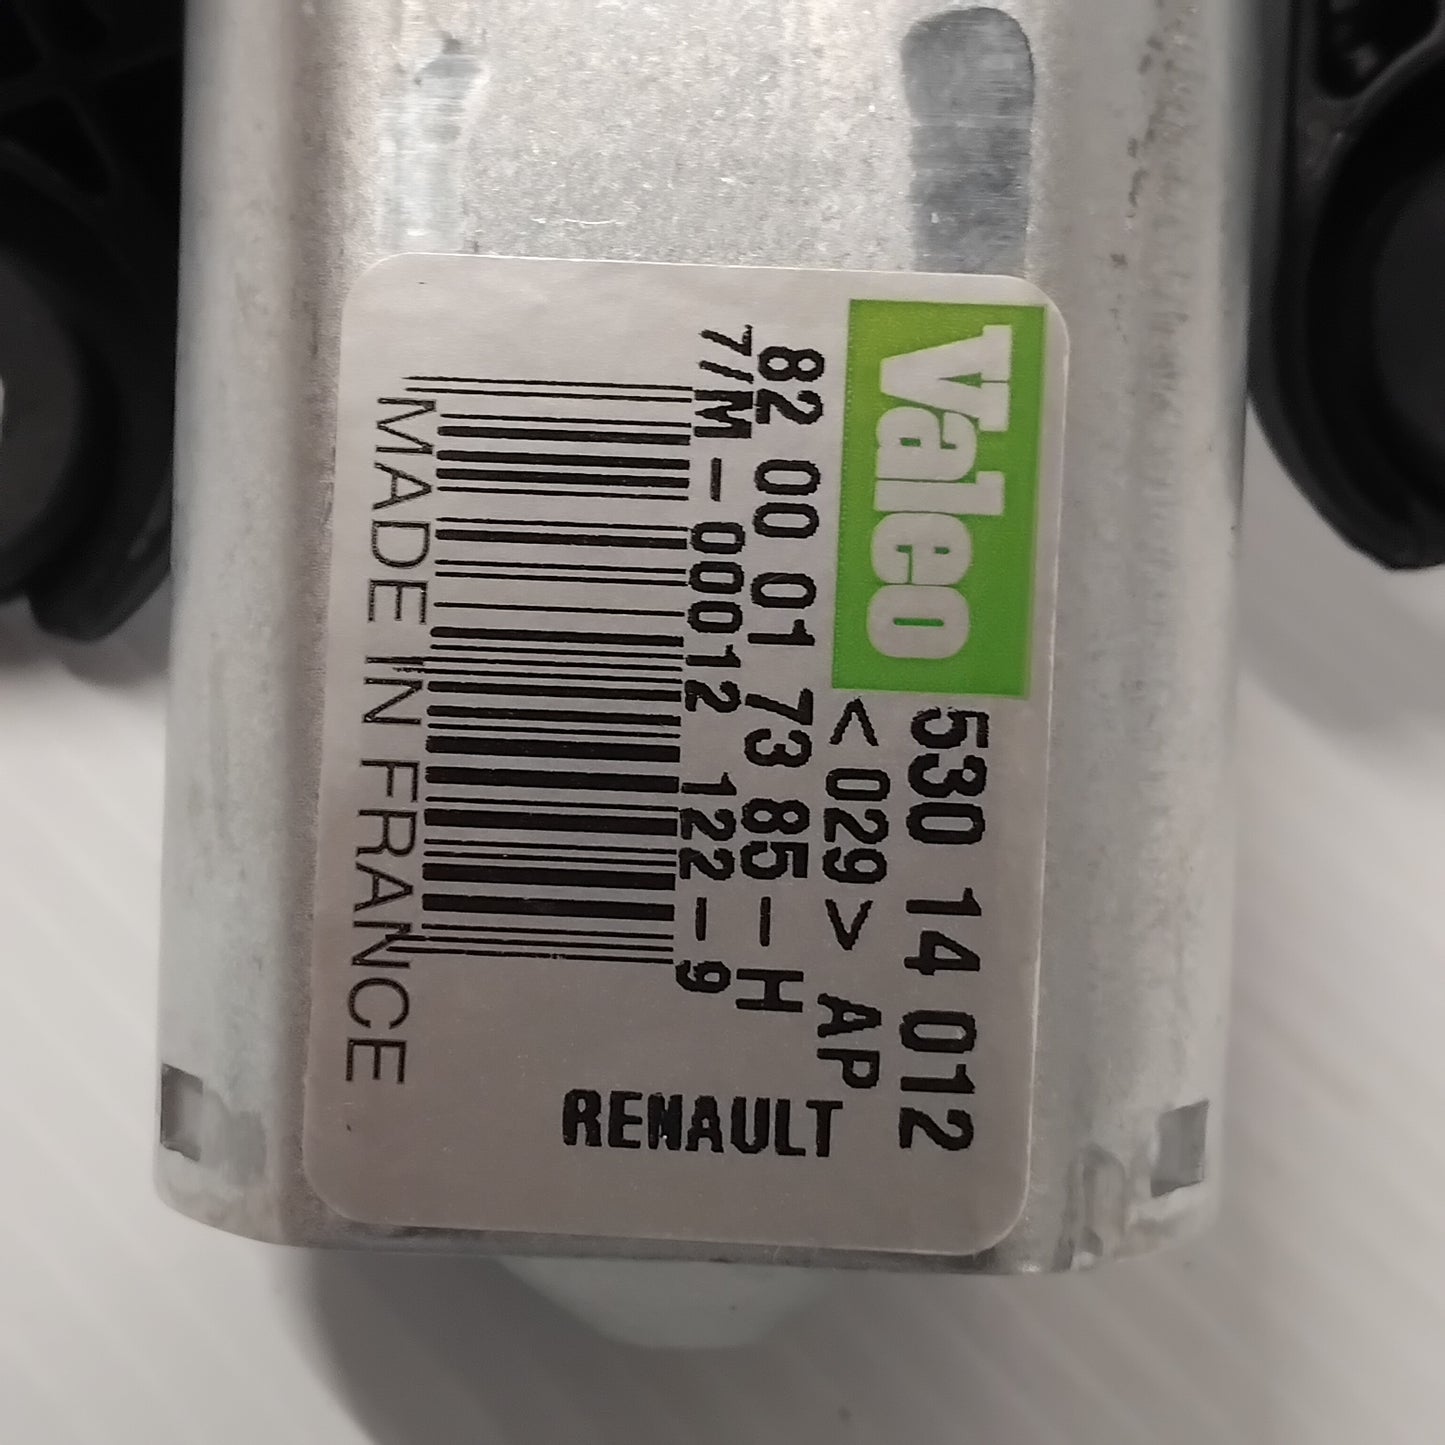 Valeo
530 14 012
<029> AP
82 00 01 73 85-H
7/M-00012 122-9
MADE IN FRANCE
RENAULT